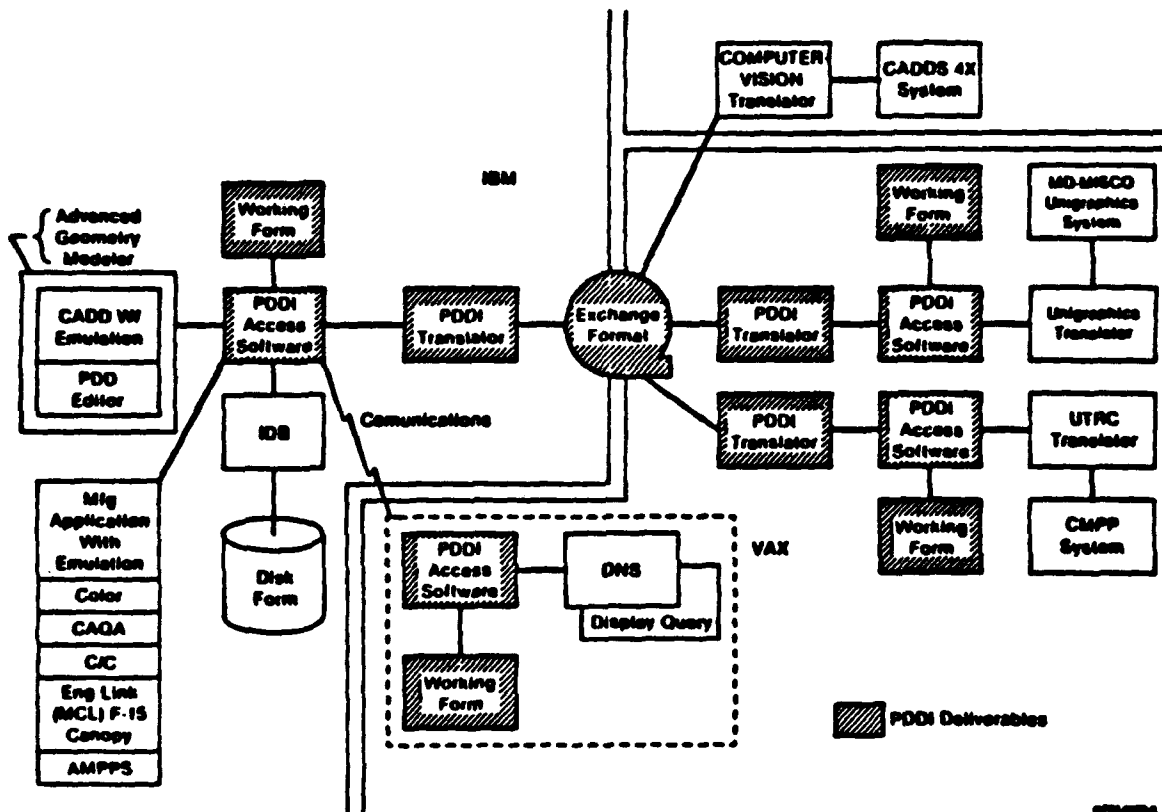 COMPUTER-
VISION
Translator
CADDS 4X
System
IBM
Advanced
Geometry
Modeler
Working
Form
Working
Form
MD-MISCO
Unigraphics
System
CADD W/
Emulation
PDD
Editor
PDDI
Access
Software
PDDI
Translator
Exchange
Format
PDDI
Translator
PDDI
Access
Software
Unigraphics
Translator
IDB
Comunications
PDDI
Translator
PDDI
Access
Software
UTRC
Translator
Mfg
Application
With
Emulation
Color
CAQA
C/C
Eng Link
(MCL) F-15
Canopy
AMPPS
Disk
Form
PDDI
Access
Software
DNS
Display Query
VAX
Working
Form
CMPP
System
Working
Form
PDDI Deliverables